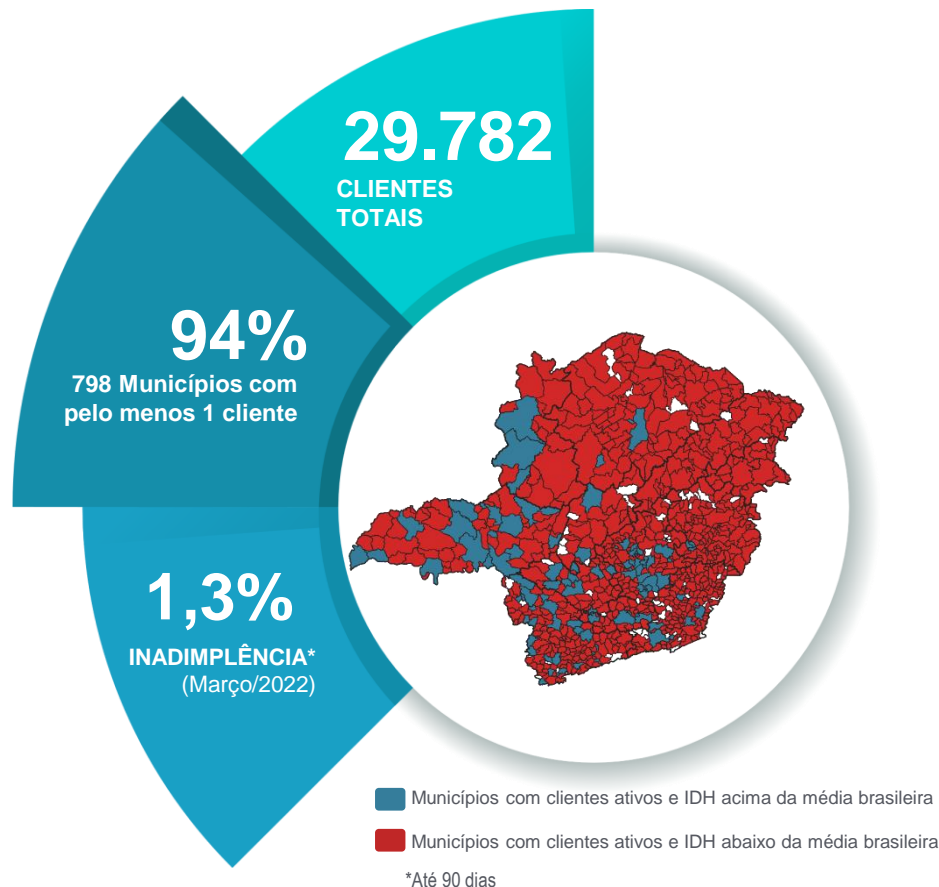 29.782
CLIENTES
TOTAIS
94%
798 Municípios com
pelo menos 1 cliente
1,3%
INADIMPLÊNCIA*
(Março/2022)
Municípios com clientes ativos e IDH acima da média brasileira
Municípios com clientes ativos e IDH abaixo da média brasileira
*Até 90 dias